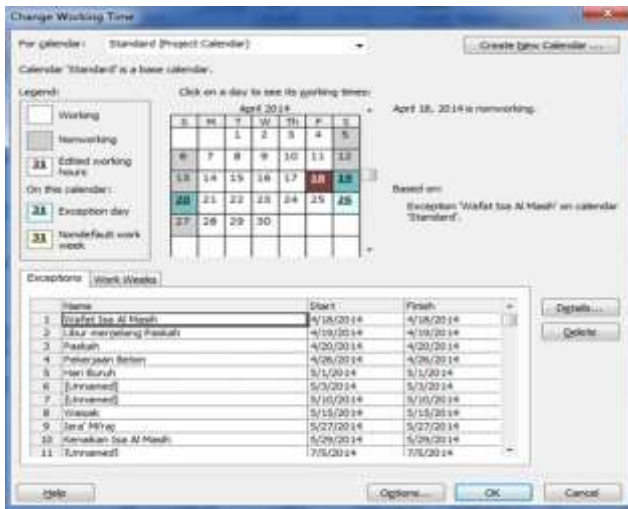 Change Working Time
For calendar: Standard (Project Calendar)
Create New Calendar ...
Calendar 'Standard' is a base calendar.
Legend:
Working
Nonworking
31 Edited working hours
On this calendar:
31 Exception day
31 Nondefault work week
Click on a day to see its working times:
April 2014
S M T W Th F S
1 2 3 4 5
6 7 8 9 10 11 12
13 14 15 16 17 18 19
20 21 22 23 24 25 26
27 28 29 30
April 18, 2014 is nonworking.
Based on:
Exception 'Wafat Isa Al Masih' on calendar 'Standard'.
Exceptions Work Weeks
Name Start Finish
1 Wafat Isa Al Masih 4/18/2014 4/18/2014
2 Libur menjelang Paskah 4/19/2014 4/19/2014
3 Paskah 4/20/2014 4/20/2014
4 Pekerjaan Beton 4/26/2014 4/26/2014
5 Hari Buruh 5/1/2014 5/1/2014
6 [Unnamed] 5/3/2014 5/3/2014
7 [Unnamed] 5/10/2014 5/10/2014
8 Waisak 5/15/2014 5/15/2014
9 Isra' Mi'raj 5/27/2014 5/27/2014
10 Kenaikan Isa Al Masih 5/29/2014 5/29/2014
11 [Unnamed] 7/5/2014 7/5/2014
Details...
Delete
Help
Options...
OK
Cancel